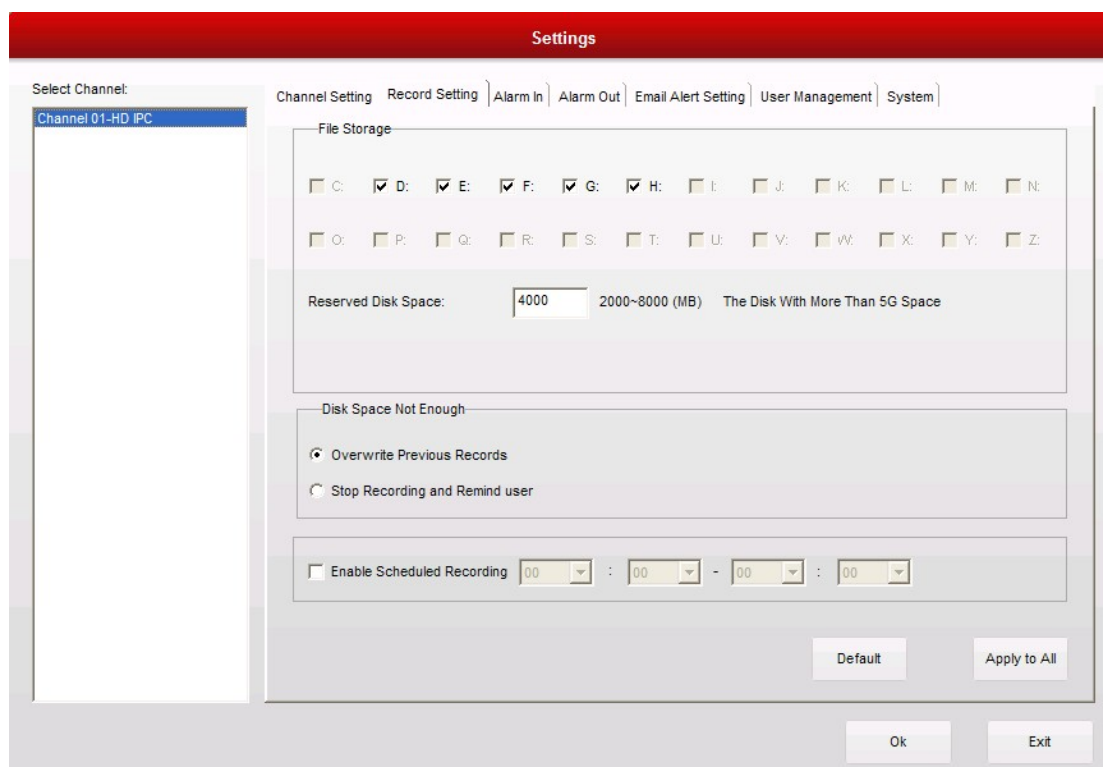 Settings
Select Channel:
Channel 01-HD IPC
Channel Setting Record Setting Alarm In Alarm Out Email Alert Setting User Management System
File Storage
C: D: E: F: G: H: I: J: K: L: M: N:
O: P: Q: R: S: T: U: V: W: X: Y: Z:
Reserved Disk Space: 4000 2000~8000 (MB) The Disk With More Than 5G Space
Disk Space Not Enough
Overwrite Previous Records
Stop Recording and Remind user
Enable Scheduled Recording 00 : 00 - 00 : 00
Default Apply to All
Ok Exit